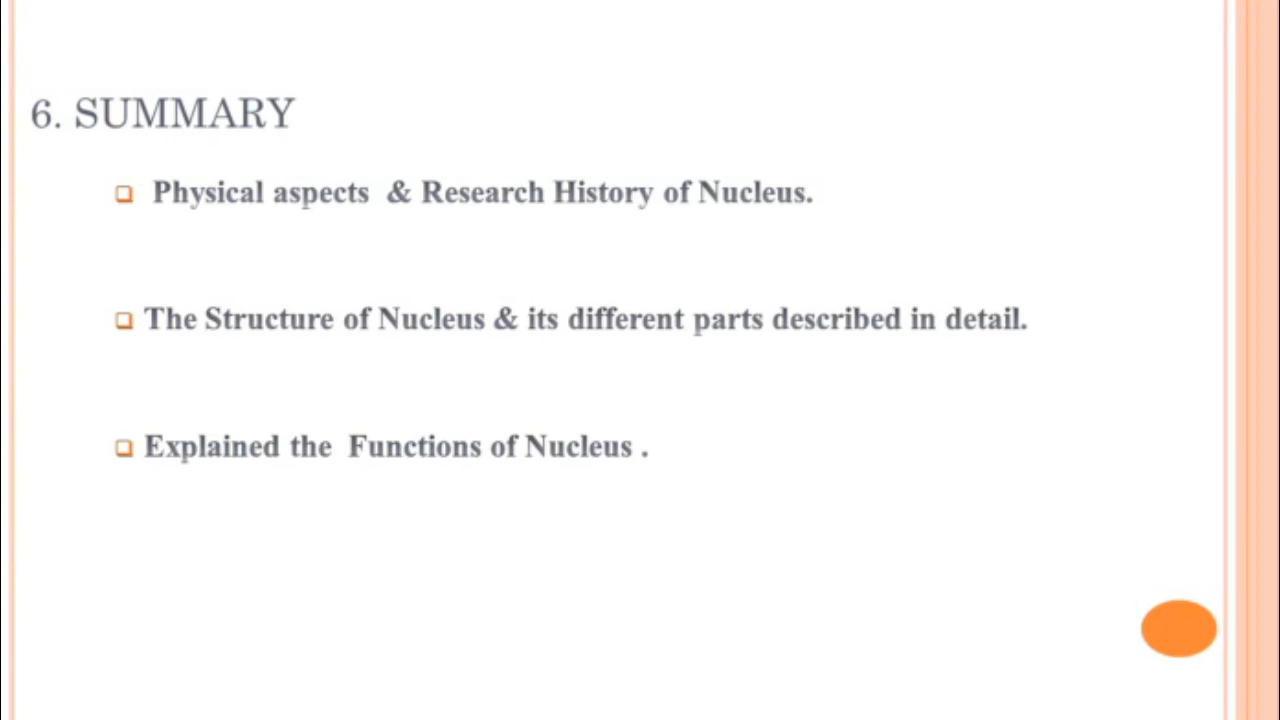 6. SUMMARY
Physical aspects & Research History of Nucleus.
The Structure of Nucleus & its different parts described in detail.
Explained the Functions of Nucleus .